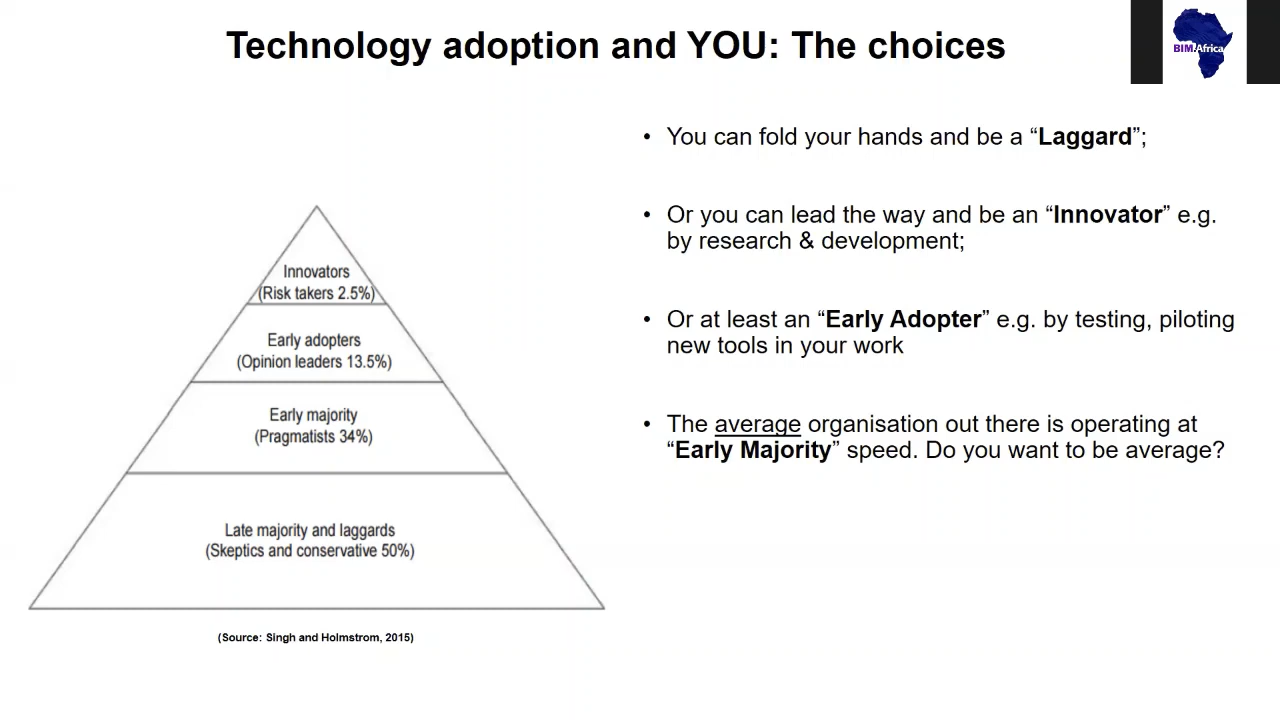 Technology adoption and YOU: The choices
BIM Africa
• You can fold your hands and be a “Laggard”;
• Or you can lead the way and be an “Innovator” e.g.
by research & development;
• Or at least an “Early Adopter” e.g. by testing, piloting
new tools in your work
• The average organisation out there is operating at
“Early Majority” speed. Do you want to be average?
Innovators
(Risk takers 2.5%)
Early adopters
(Opinion leaders 13.5%)
Early majority
(Pragmatists 34%)
Late majority and laggards
(Skeptics and conservative 50%)
(Source: Singh and Holmstrom, 2015)